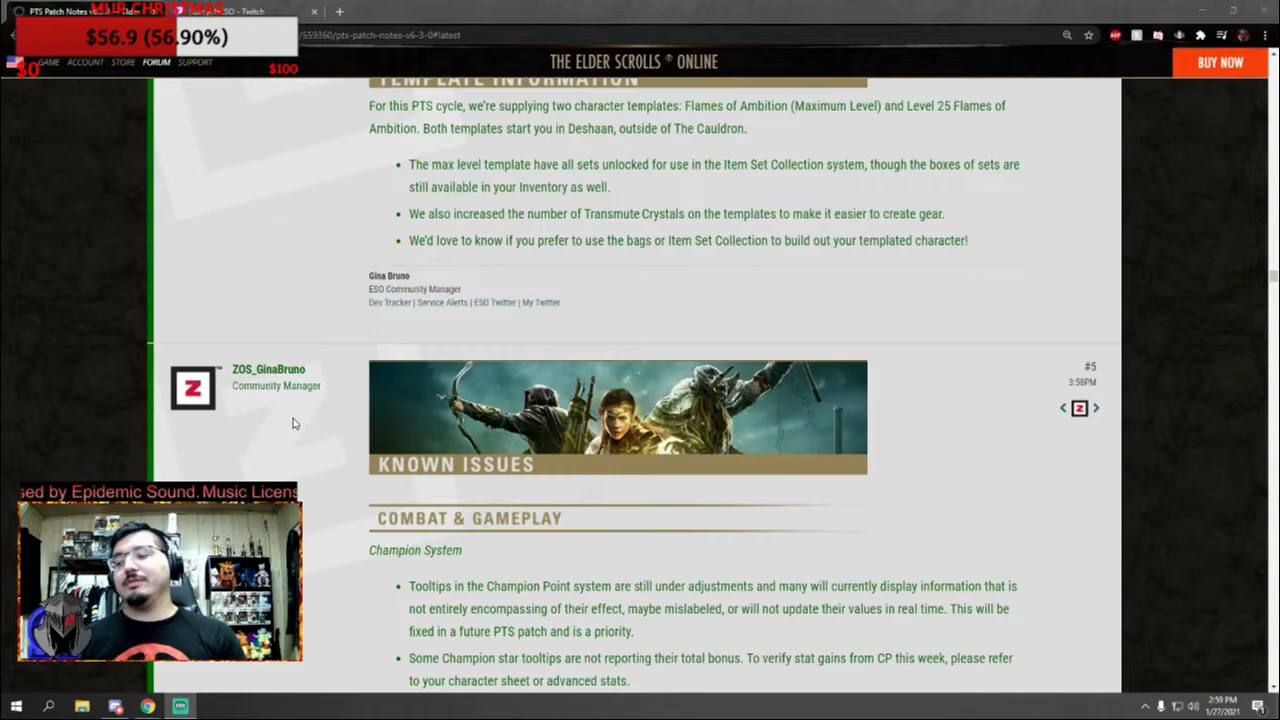 PTS Patch Notes v6.3.0 - Elder
ESO - Twitch
MUB CHRISTMAS
$56.9 (56.90%)
$0
$100
559360/pts-patch-notes-v6-3-0#latest
GAME ACCOUNT STORE FORUM SUPPORT
THE ELDER SCROLLS ® ONLINE
BUY NOW
TEMPLATE INFORMATION
For this PTS cycle, we're supplying two character templates: Flames of Ambition (Maximum Level) and Level 25 Flames of
Ambition. Both templates start you in Deshaan, outside of The Cauldron.
• The max level template have all sets unlocked for use in the Item Set Collection system, though the boxes of sets are
still available in your Inventory as well.
• We also increased the number of Transmute Crystals on the templates to make it easier to create gear.
• We'd love to know if you prefer to use the bags or Item Set Collection to build out your templated character!
Gina Bruno
ESO Community Manager
Dev Tracker | Service Alerts | ESO Twitter | My Twitter
Z
™
ZOS_GinaBruno
Community Manager
#5
3:58PM
< Z >
KNOWN ISSUES
COMBAT & GAMEPLAY
Champion System
• Tooltips in the Champion Point system are still under adjustments and many will currently display information that is
not entirely encompassing of their effect, maybe mislabeled, or will not update their values in real time. This will be
fixed in a future PTS patch and is a priority.
• Some Champion star tooltips are not reporting their total bonus. To verify stat gains from CP this week, please refer
to your character sheet or advanced stats.
sed by Epidemic Sound. Music Licens
2:59 PM
1/27/2021